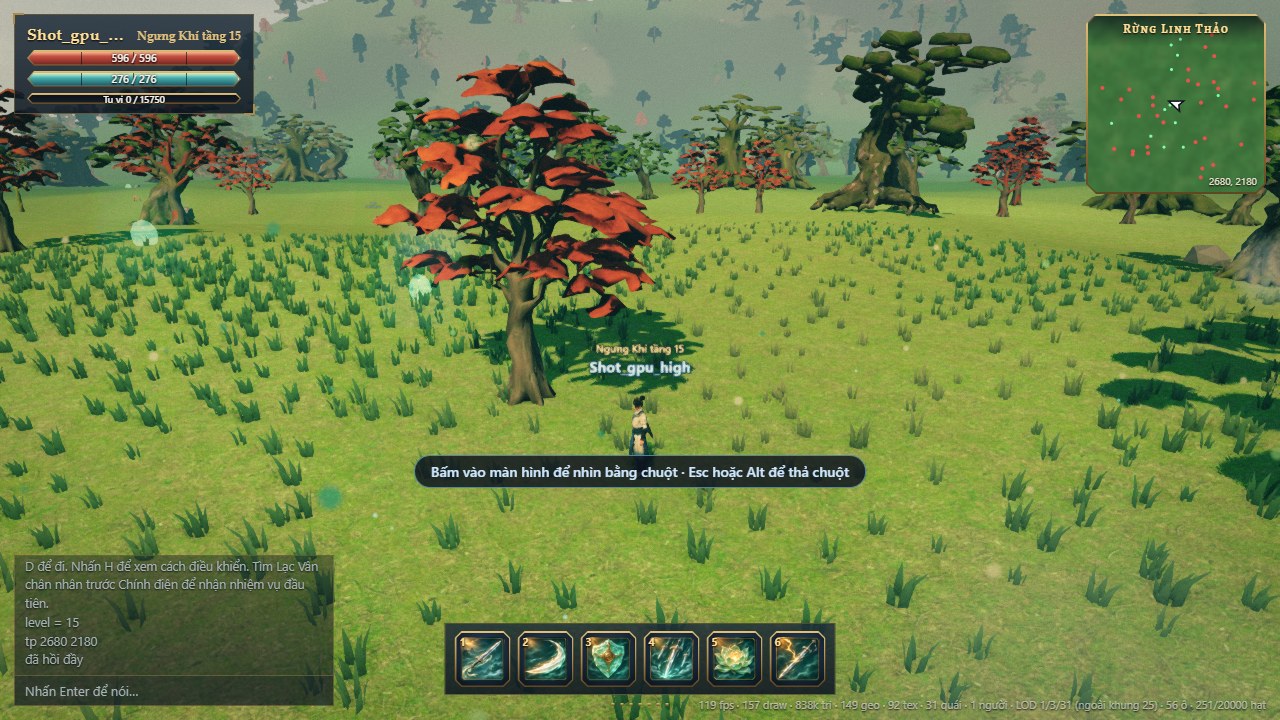 Shot_gpu_... Ngưng Khí tầng 15
596 / 596
276 / 276
Tu vi 0 / 15750
Rừng Linh Thảo
2680, 2180
Ngưng Khí tầng 15
Shot_gpu_high
Bấm vào màn hình để nhìn bằng chuột · Esc hoặc Alt để thả chuột
D để đi. Nhấn H để xem cách điều khiển. Tìm Lạc Vân
chân nhân trước Chính điện để nhận nhiệm vụ đầu
tiên.
level = 15
tp 2680 2180
đã hồi đầy
Nhấn Enter để nói...
1 2 3 4 5 6
119 fps · 157 draw · 838k tri · 149 geo · 92 tex · 31 quái · 1 người · LOD 1/3/31 (ngoài khung 25) · 56 ô · 251/20000 hạt